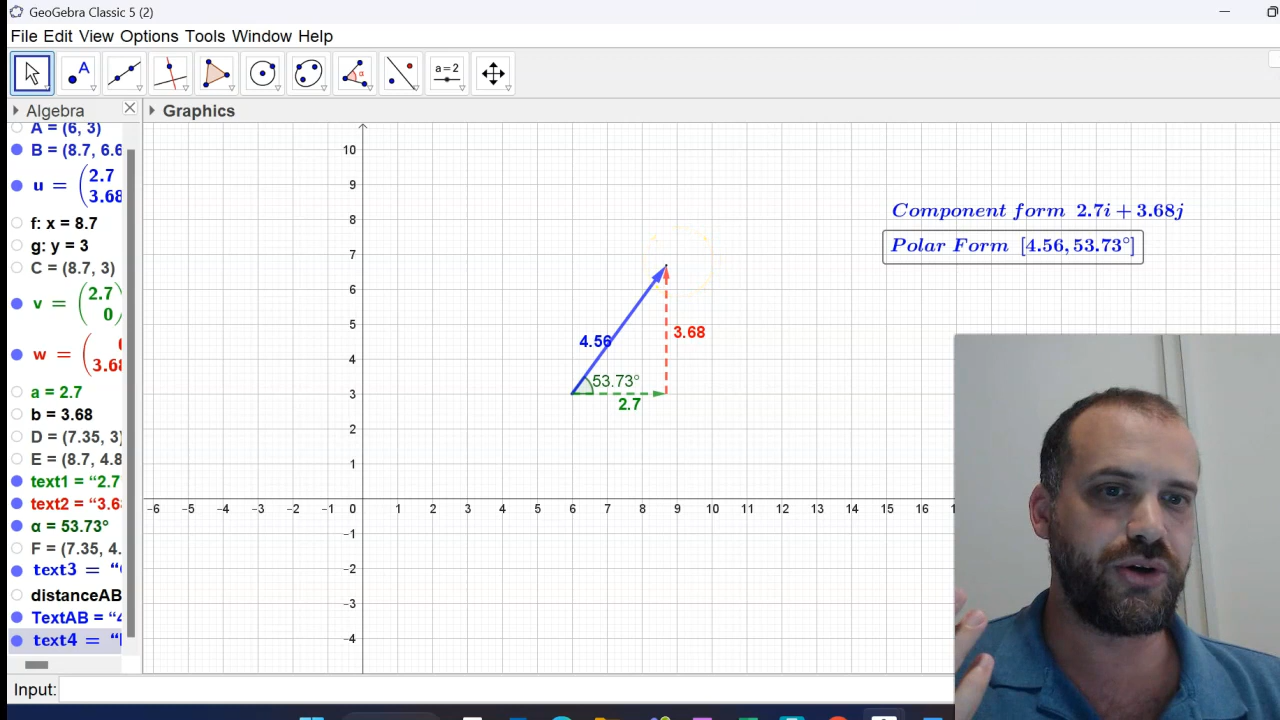 GeoGebra Classic 5 (2)
File Edit View Options Tools Window Help
A
α
a=2
Algebra
Graphics
A = (6, 3)
B = (8.7, 6.6
u = (2.7
3.68
f: x = 8.7
g: y = 3
C = (8.7, 3)
v = (2.7
0)
w = (
3.68
a = 2.7
b = 3.68
D = (7.35, 3)
E = (8.7, 4.8
text1 = “2.7
text2 = “3.6
α = 53.73°
F = (7.35, 4.
text3 = “
distanceAB
TextAB = “4
text4 = “
10
9
8
7
6
5
4
3
2
1
−6 −5 −4 −3 −2 −1 0 1 2 3 4 5 6 7 8 9 10 11 12 13 14 15 16
−1
−2
−3
−4
4.56
3.68
53.73°
2.7
Component form 2.7i + 3.68j
Polar Form [4.56, 53.73°]
Input: